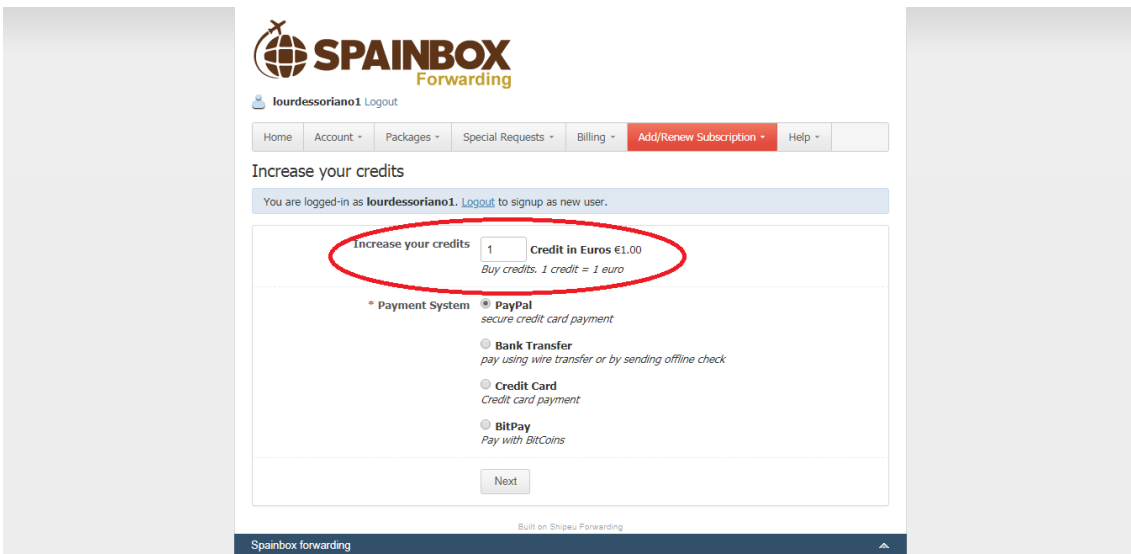 SPAINBOX
Forwarding
lourdessoriano1 Logout
Home Account Packages Special Requests Billing Add/Renew Subscription Help
Increase your credits
You are logged-in as lourdessoriano1. Logout to signup as new user.
Increase your credits 1 Credit in Euros €1.00
Buy credits. 1 credit = 1 euro
* Payment System PayPal
secure credit card payment
Bank Transfer
pay using wire transfer or by sending offline check
Credit Card
Credit card payment
BitPay
Pay with BitCoins
Next
Built on Shipeu Forwarding
Spainbox forwarding